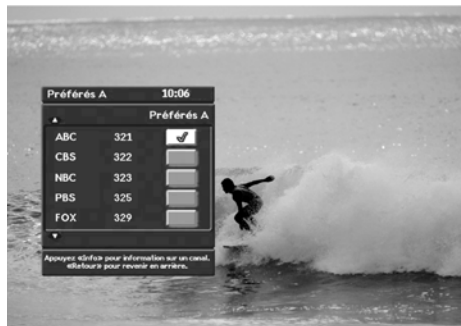 Préférés A 10:06
Préférés A
ABC 321
CBS 322
NBC 323
PBS 325
FOX 329
Appuyez «Info» pour information sur un canal.
«Retour» pour revenir en arrière.